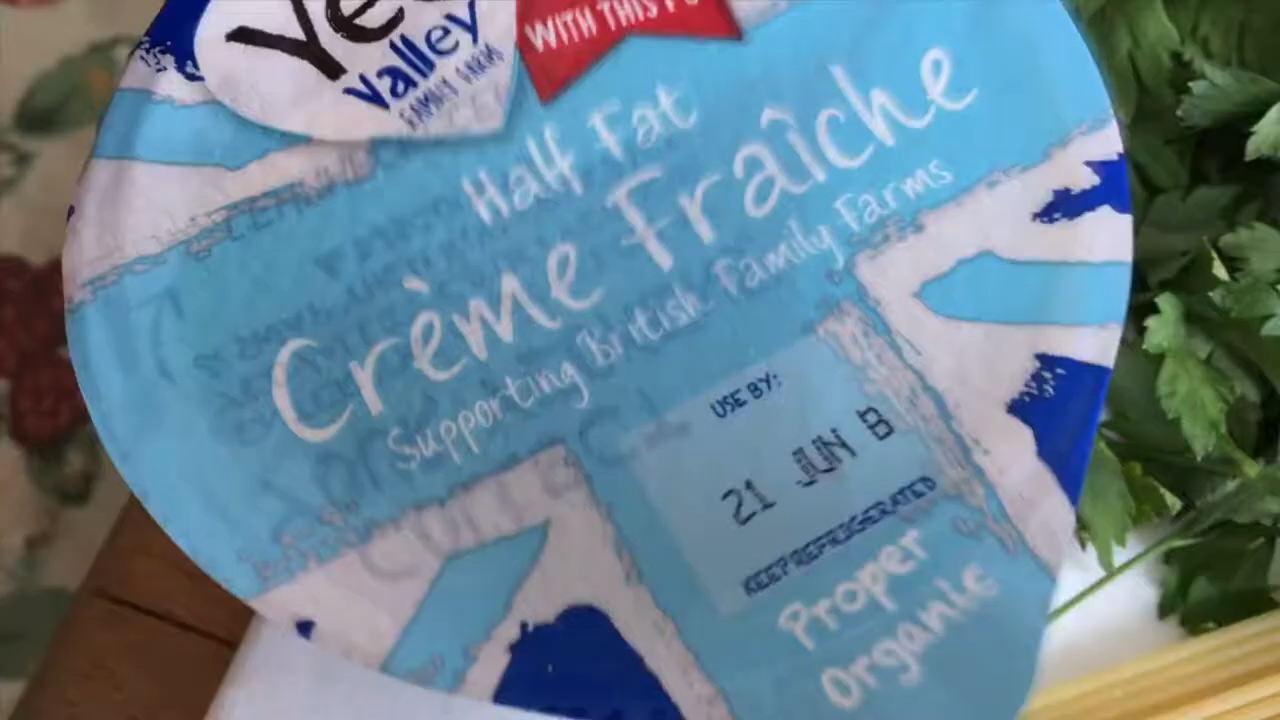 Valley
FAMILY FARM
WITH THIS
Half Fat
Crème Fraîche
Supporting British Family Farms
USE BY:
21 JUN B
KEEP REFRIGERATED
Proper
Organic